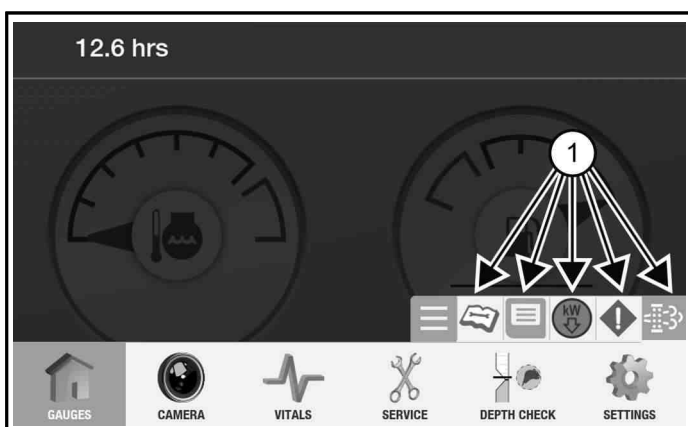 12.6 hrs
1
kW
!
GAUGES CAMERA VITALS SERVICE DEPTH CHECK SETTINGS